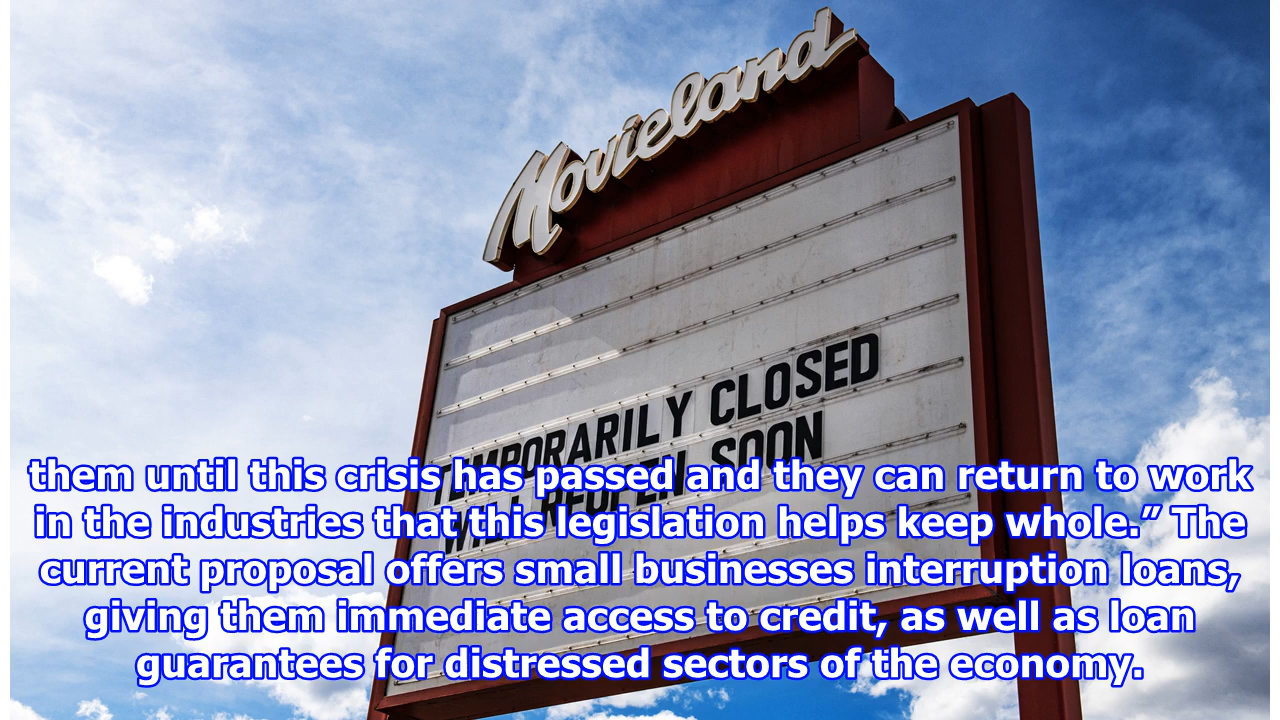 Movieland
TEMPORARILY CLOSED
WILL REOPEN SOON
them until this crisis has passed and they can return to work
in the industries that this legislation helps keep whole.” The
current proposal offers small businesses interruption loans,
giving them immediate access to credit, as well as loan
guarantees for distressed sectors of the economy.